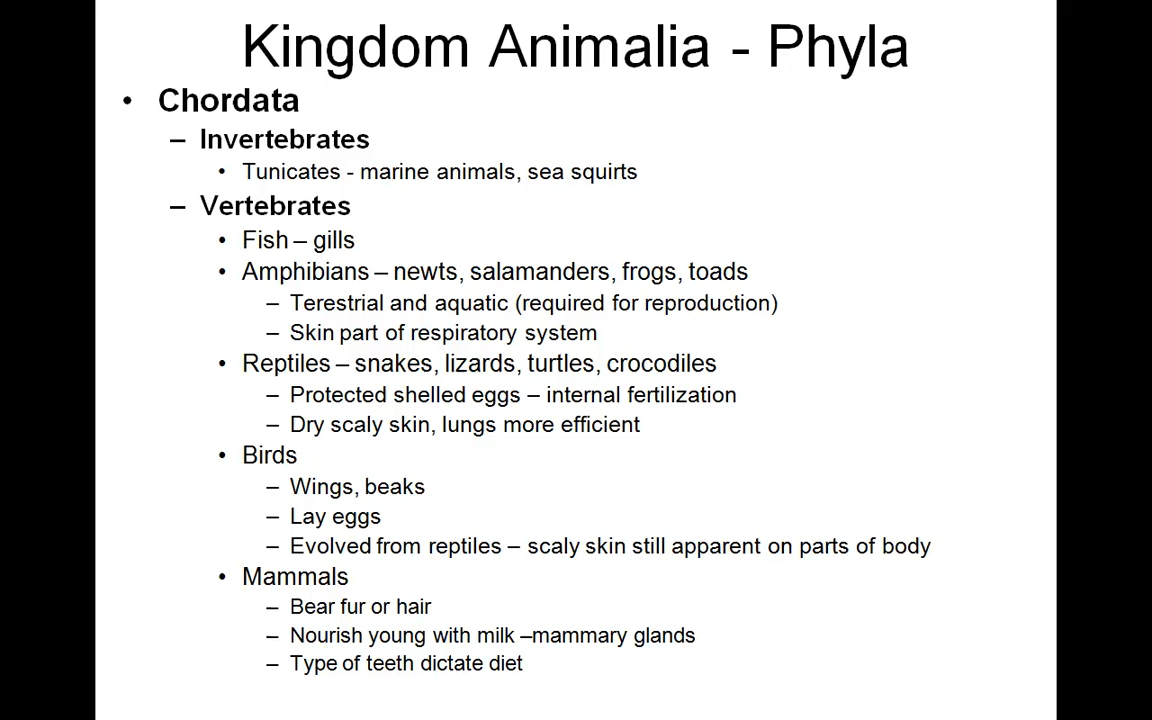 Kingdom Animalia - Phyla
• Chordata
– Invertebrates
• Tunicates - marine animals, sea squirts
– Vertebrates
• Fish – gills
• Amphibians – newts, salamanders, frogs, toads
– Terestrial and aquatic (required for reproduction)
– Skin part of respiratory system
• Reptiles – snakes, lizards, turtles, crocodiles
– Protected shelled eggs – internal fertilization
– Dry scaly skin, lungs more efficient
• Birds
– Wings, beaks
– Lay eggs
– Evolved from reptiles – scaly skin still apparent on parts of body
• Mammals
– Bear fur or hair
– Nourish young with milk –mammary glands
– Type of teeth dictate diet